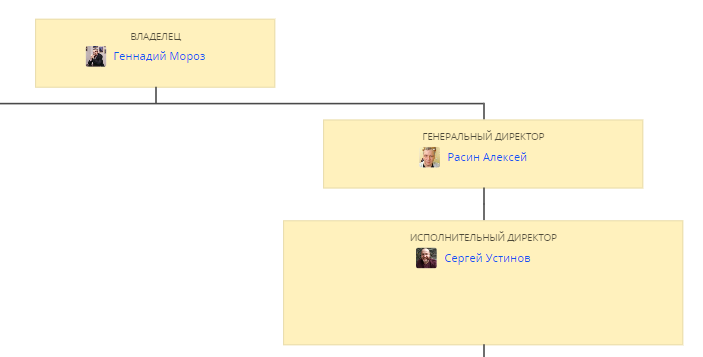 ВЛАДЕЛЕЦ
Геннадий Мороз
ГЕНЕРАЛЬНЫЙ ДИРЕКТОР
Расин Алексей
ИСПОЛНИТЕЛЬНЫЙ ДИРЕКТОР
Сергей Устинов